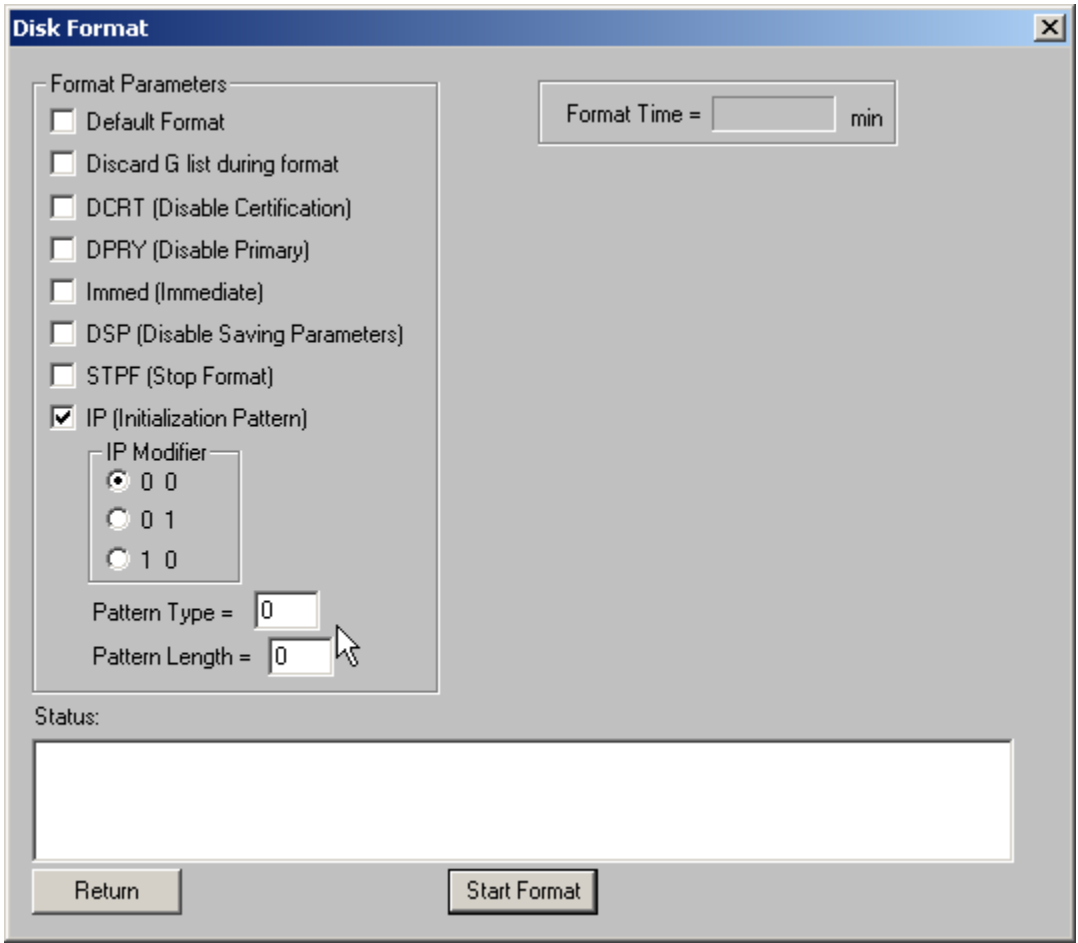 Disk Format
Format Parameters
Default Format
Discard G list during format
DCRT (Disable Certification)
DPRY (Disable Primary)
Immed (Immediate)
DSP (Disable Saving Parameters)
STPF (Stop Format)
IP (Initialization Pattern)
IP Modifier
0 0
0 1
1 0
Pattern Type = 0
Pattern Length = 0
Format Time = min
Status:
Return
Start Format